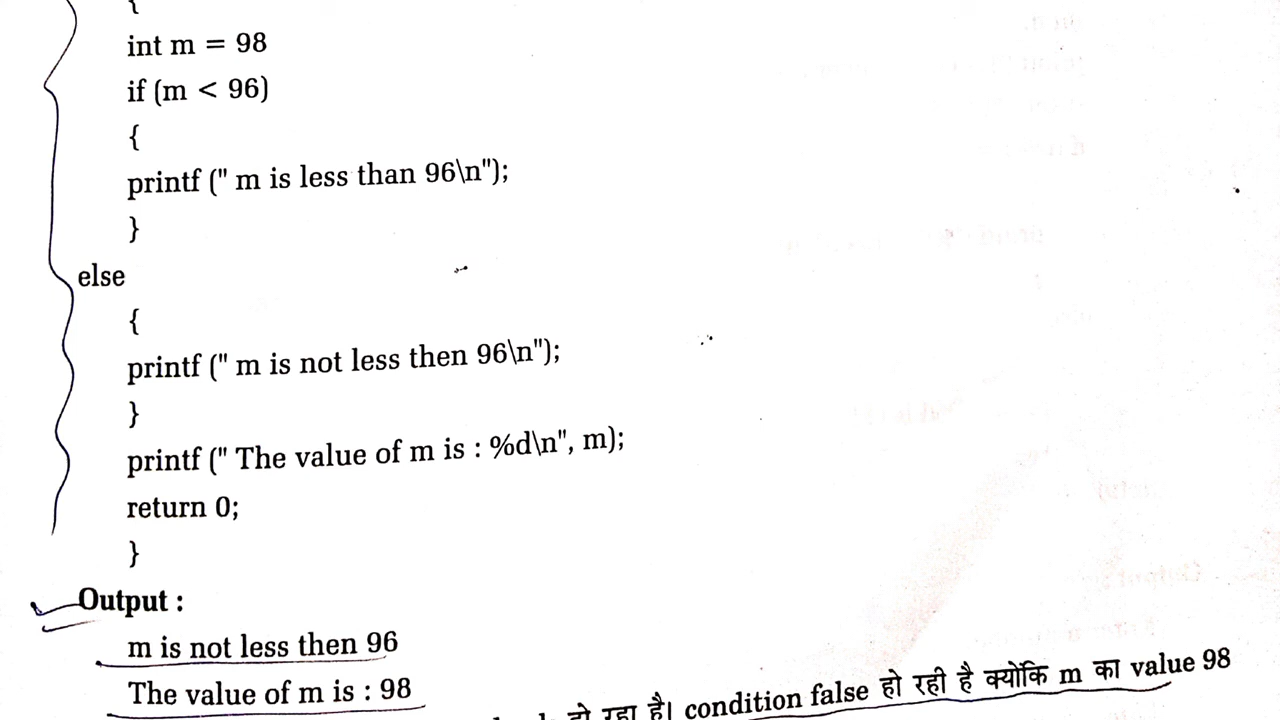 {
int m = 98
if (m < 96)
{
printf (" m is less than 96\n");
}
else
{
printf (" m is not less then 96\n");
}
printf (" The value of m is : %d\n", m);
return 0;
}
Output :
m is not less then 96
The value of m is : 98
हो रहा है। condition false हो रही है क्योंकि m का value 98